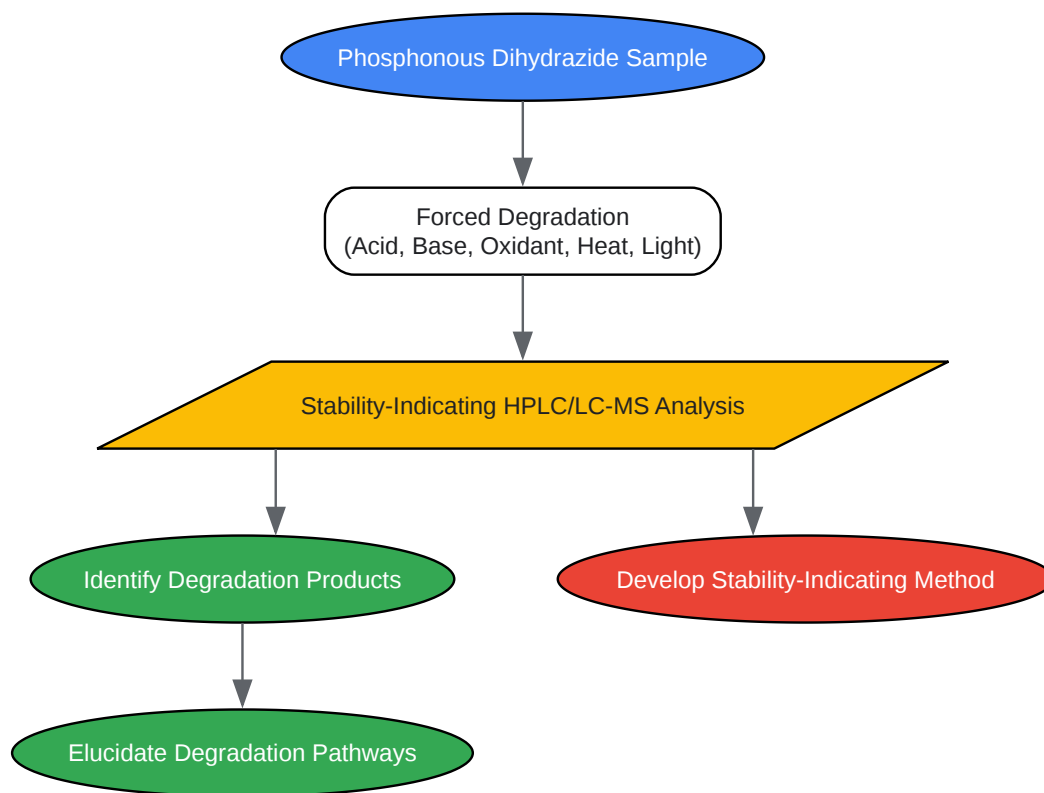 Phosphonous Dihydrazide Sample
Forced Degradation
(Acid, Base, Oxidant, Heat, Light)
Stability-Indicating HPLC/LC-MS Analysis
Identify Degradation Products
Develop Stability-Indicating Method
Elucidate Degradation Pathways